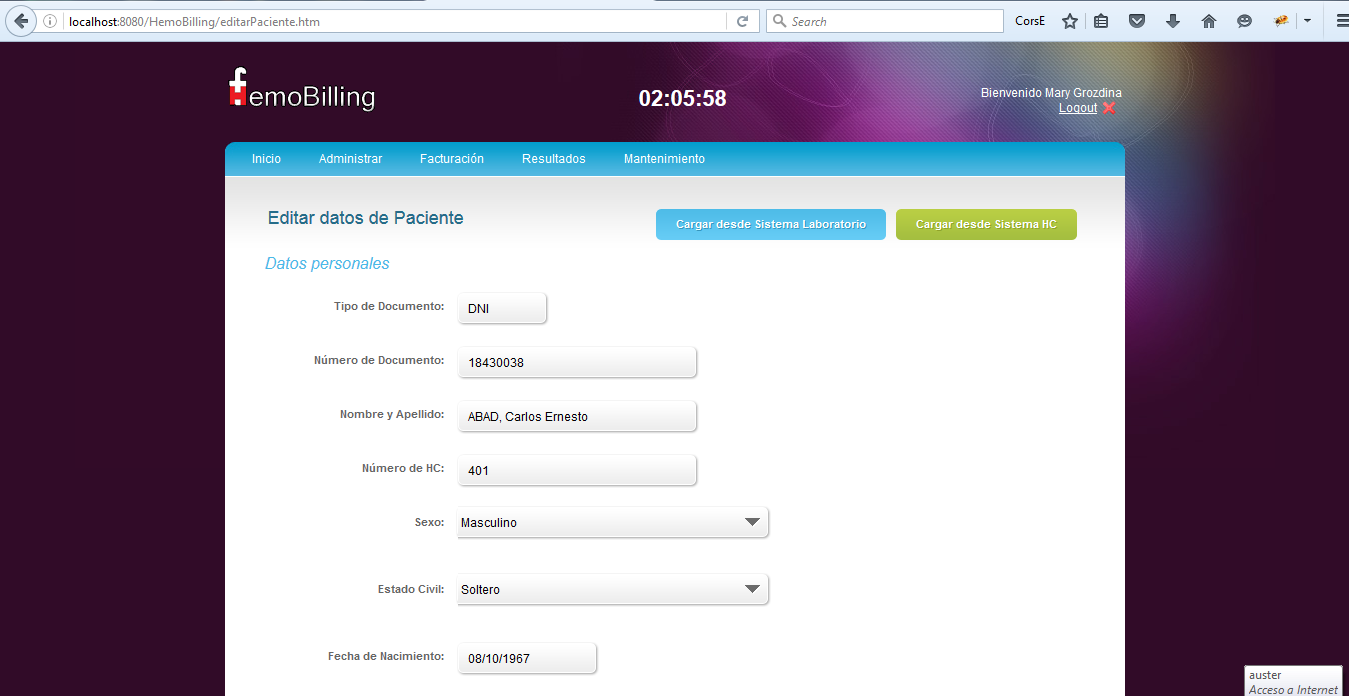 localhost:8080/HemoBilling/editarPaciente.htm
Search
CorsE
HemoBilling
02:05:58
Bienvenido Mary Grozdina
Logout
Inicio Administrar Facturación Resultados Mantenimiento
Editar datos de Paciente
Cargar desde Sistema Laboratorio
Cargar desde Sistema HC
Datos personales
Tipo de Documento: DNI
Número de Documento: 18430038
Nombre y Apellido: ABAD, Carlos Ernesto
Número de HC: 401
Sexo: Masculino
Estado Civil: Soltero
Fecha de Nacimiento: 08/10/1967
auster
Acceso a Internet